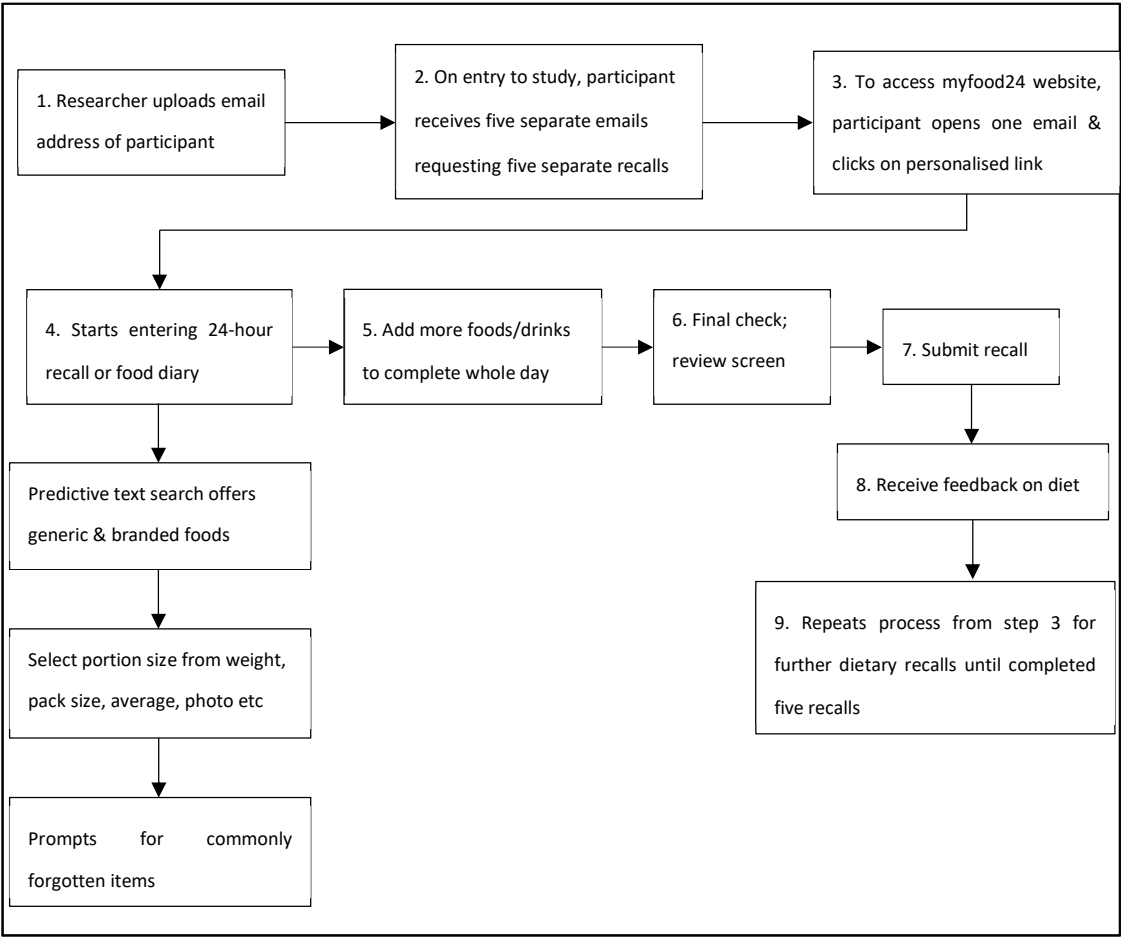 1. Researcher uploads email
address of participant
2. On entry to study, participant
receives five separate emails
requesting five separate recalls
3. To access myfood24 website,
participant opens one email &
clicks on personalised link
4. Starts entering 24-hour
recall or food diary
5. Add more foods/drinks
to complete whole day
6. Final check;
review screen
7. Submit recall
Predictive text search offers
generic & branded foods
8. Receive feedback on diet
Select portion size from weight,
pack size, average, photo etc
9. Repeats process from step 3 for
further dietary recalls until completed
five recalls
Prompts for commonly
forgotten items